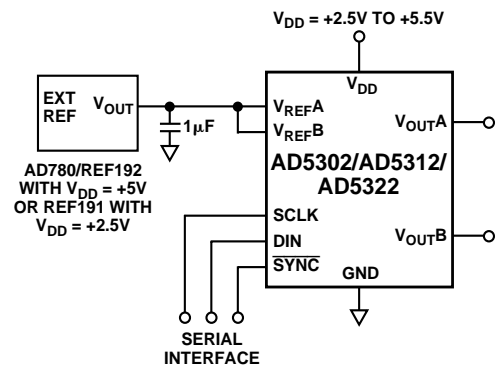 V_DD = +2.5V TO +5.5V
EXT
REF
V_OUT
1μF
AD780/REF192
WITH V_DD = +5V
OR REF191 WITH
V_DD = +2.5V
V_DD
V_REFA
V_REFB
V_OUTA
AD5302/AD5312/
AD5322
SCLK
DIN
SYNC
V_OUTB
GND
SERIAL
INTERFACE